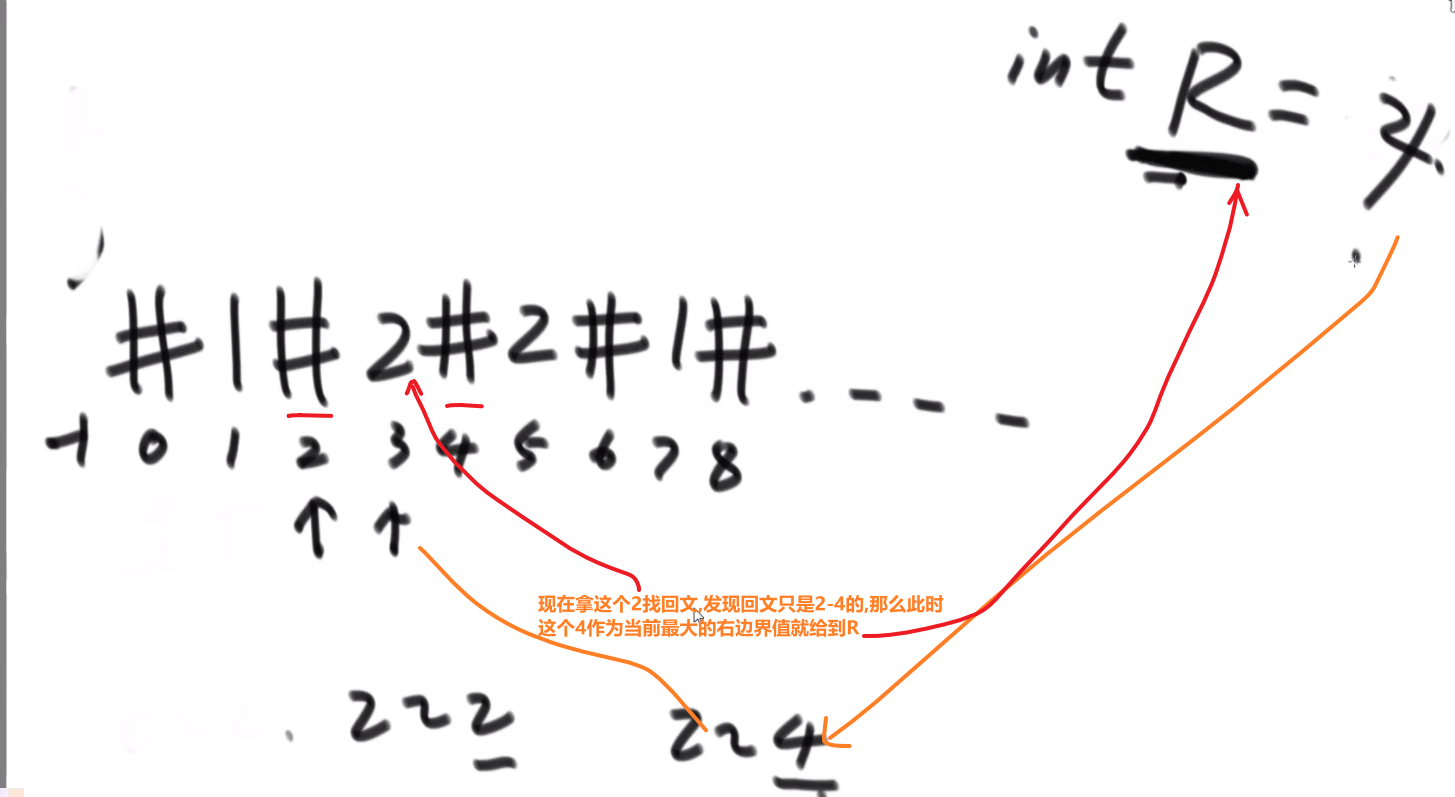 int R = 4.
# 1 # 2 # 2 # 1 # . - - -
-1 0 1 2 3 4 5 6 7 8
↑ ↑
现在拿这个2找回文,发现回文只是2-4的,那么此时
这个4作为当前最大的右边界值就给到R
2~2 2~4